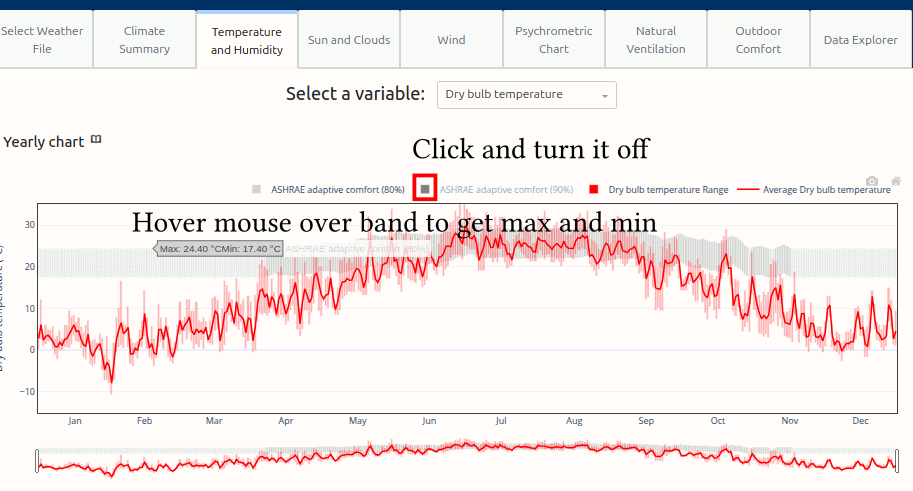 Select Weather
File
Climate
Summary
Temperature
and Humidity
Sun and Clouds
Wind
Psychrometric
Chart
Natural
Ventilation
Outdoor
Comfort
Data Explorer
Select a variable:
Dry bulb temperature
Yearly chart
Click and turn it off
ASHRAE adaptive comfort (80%)
ASHRAE adaptive comfort (90%)
Dry bulb temperature Range
Average Dry bulb temperature
Hover mouse over band to get max and min
Max: 24.40 °CMin: 17.40 °C
ASHRAE adaptive comfort (80%)
30
20
10
0
−10
Jan
Feb
Mar
Apr
May
Jun
Jul
Aug
Sep
Oct
Nov
Dec